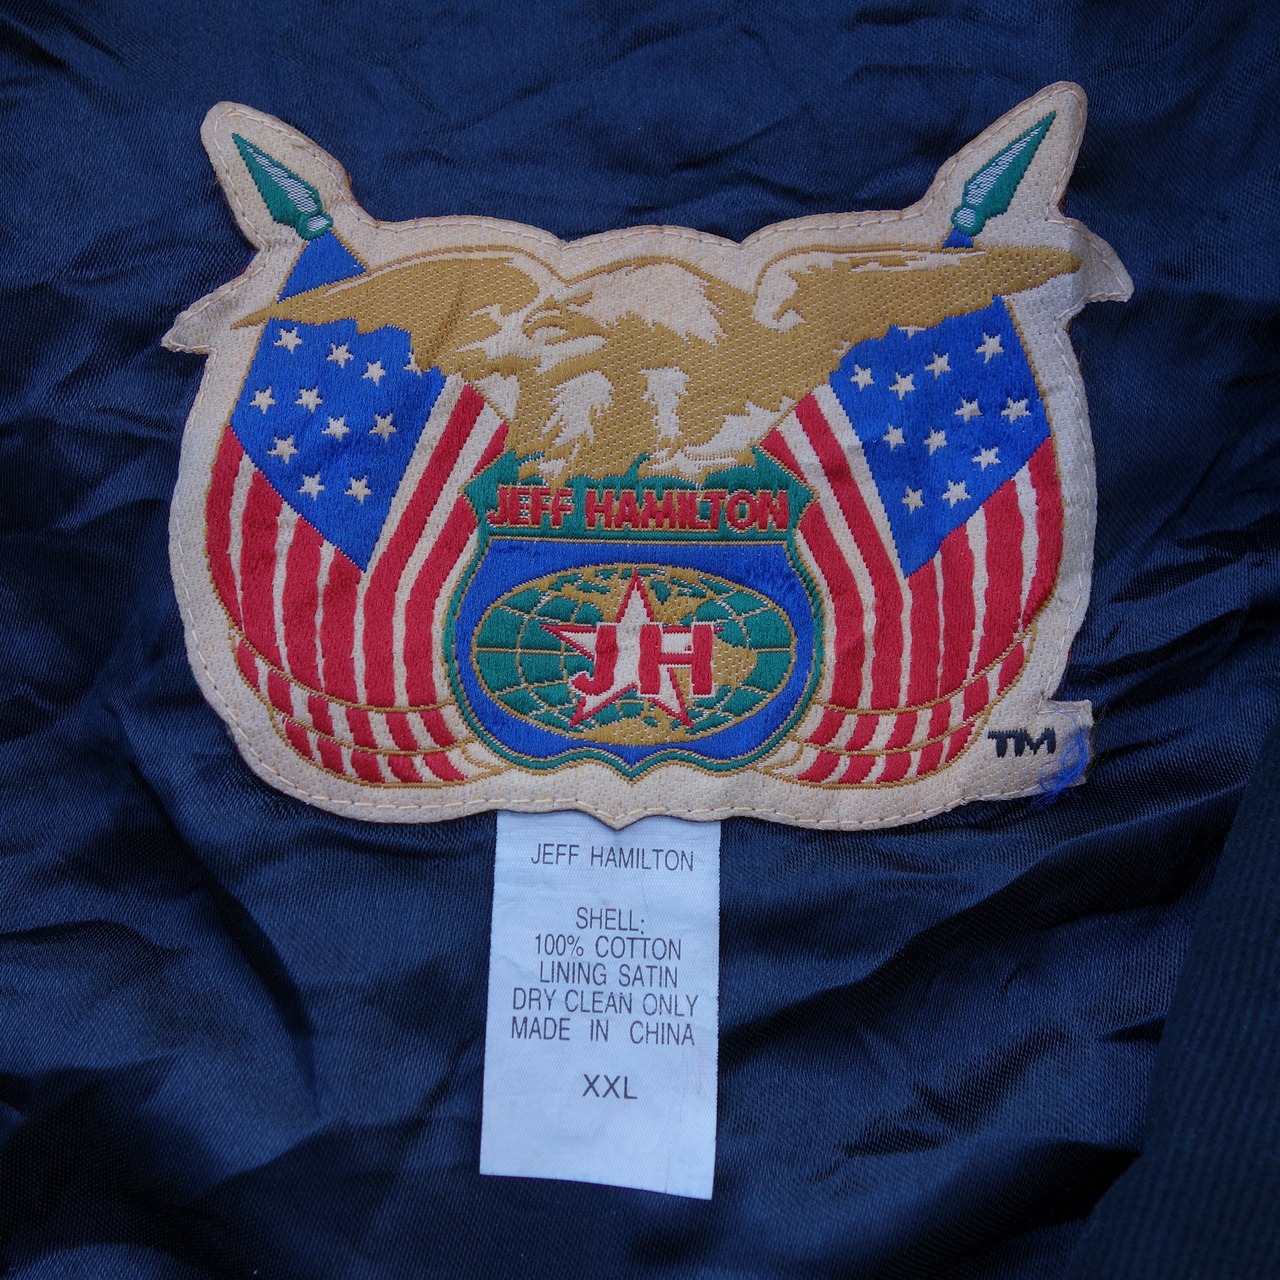 JEFF HAMILTON
JH
TM
JEFF HAMILTON
SHELL:
100% COTTON
LINING SATIN
DRY CLEAN ONLY
MADE IN CHINA
XXL